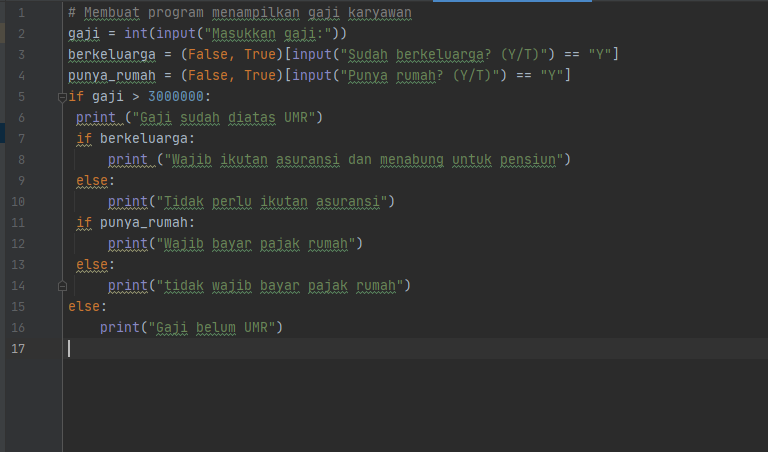 1 # Membuat program menampilkan gaji karyawan
2 gaji = int(input("Masukkan gaji:"))
3 berkeluarga = (False, True)[input("Sudah berkeluarga? (Y/T)") == "Y"]
4 punya_rumah = (False, True)[input("Punya rumah? (Y/T)") == "Y"]
5 if gaji > 3000000:
6  print ("Gaji sudah diatas UMR")
7  if berkeluarga:
8      print ("Wajib ikutan asuransi dan menabung untuk pensiun")
9  else:
10      print("Tidak perlu ikutan asuransi")
11  if punya_rumah:
12      print("Wajib bayar pajak rumah")
13  else:
14      print("tidak wajib bayar pajak rumah")
15 else:
16     print("Gaji belum UMR")
17